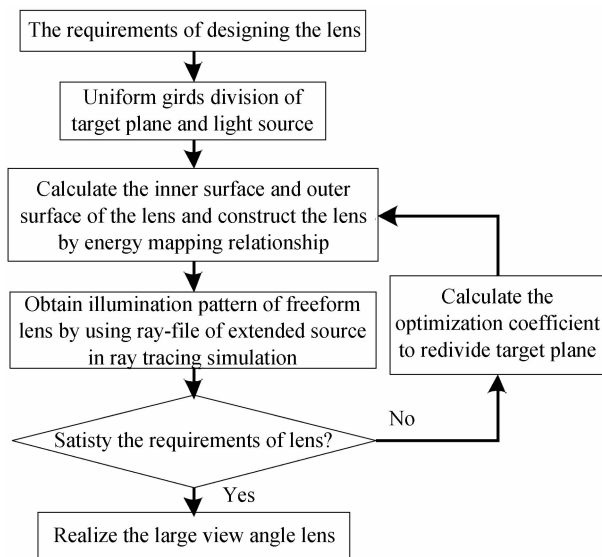 The requirements of designing the lens
Uniform girds division of
target plane and light source
Calculate the inner surface and outer
surface of the lens and construct the lens
by energy mapping relationship
Obtain illumination pattern of freeform
lens by using ray-file of extended source
in ray tracing simulation
Calculate the
optimization coefficient
to redivide target plane
Satisty the requirements of lens?
No
Yes
Realize the large view angle lens